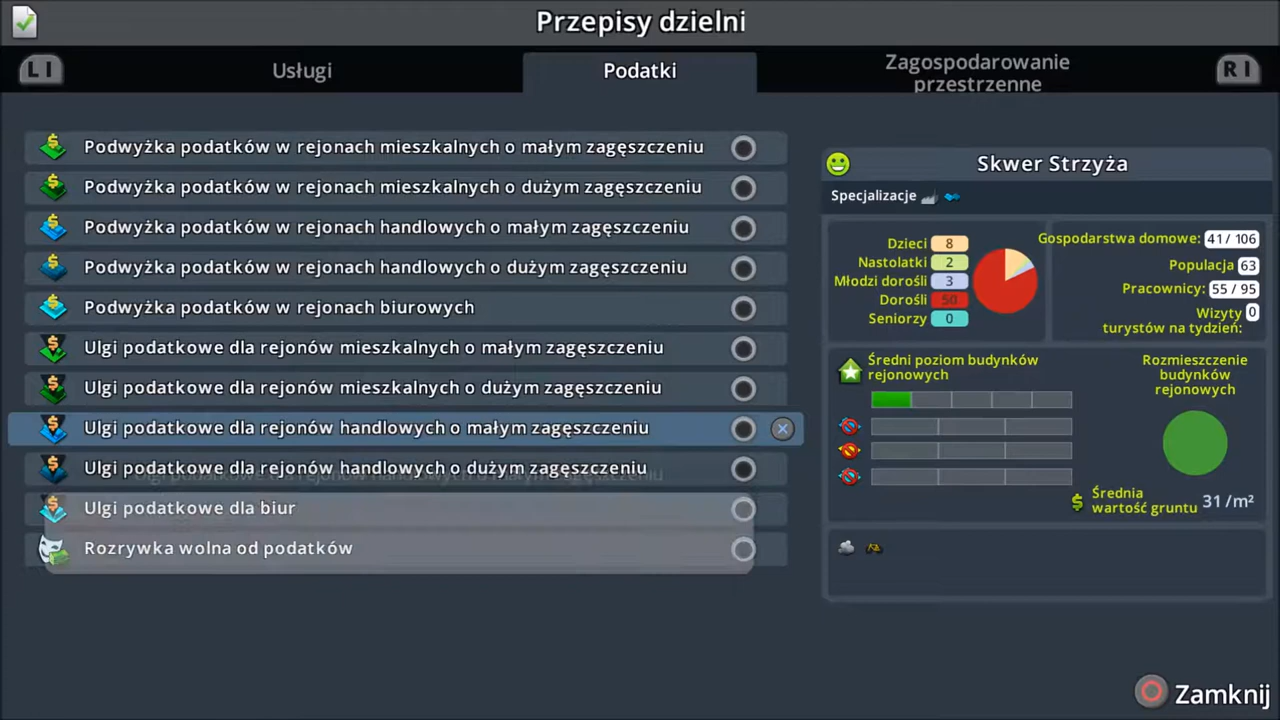 Przepisy dzielni
L1
Usługi
Podatki
Zagospodarowanie
przestrzenne
R1
Podwyżka podatków w rejonach mieszkalnych o małym zagęszczeniu
Podwyżka podatków w rejonach mieszkalnych o dużym zagęszczeniu
Podwyżka podatków w rejonach handlowych o małym zagęszczeniu
Podwyżka podatków w rejonach handlowych o dużym zagęszczeniu
Podwyżka podatków w rejonach biurowych
Ulgi podatkowe dla rejonów mieszkalnych o małym zagęszczeniu
Ulgi podatkowe dla rejonów mieszkalnych o dużym zagęszczeniu
Ulgi podatkowe dla rejonów handlowych o małym zagęszczeniu
Ulgi podatkowe dla rejonów handlowych o dużym zagęszczeniu
Ulgi podatkowe dla biur
Rozrywka wolna od podatków
Skwer Strzyża
Specjalizacje
Dzieci 8
Nastolatki 2
Młodzi dorośli 3
Dorośli 50
Seniorzy 0
Gospodarstwa domowe: 41 / 106
Populacja 63
Pracownicy: 55 / 95
Wizyty 0
turystów na tydzień:
Średni poziom budynków
rejonowych
Rozmieszczenie
budynków
rejonowych
Średnia
wartość gruntu 31 /m²
Zamknij